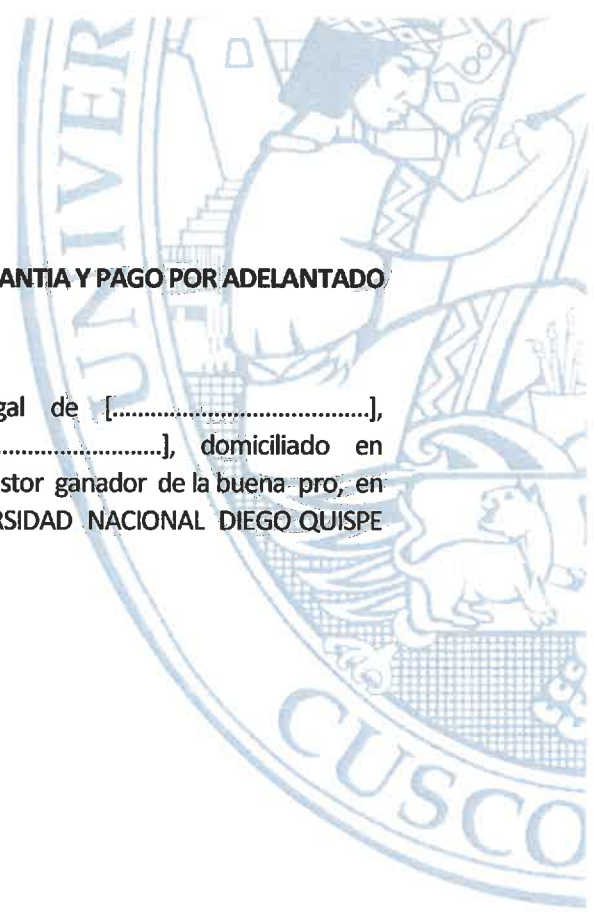 UNIVER
ANTIA Y PAGO POR ADELANTADO
gal de [........................................],
..........................], domiciliado en
stor ganador de la buena pro, en
RSIDAD NACIONAL DIEGO QUISPE
CUSCO